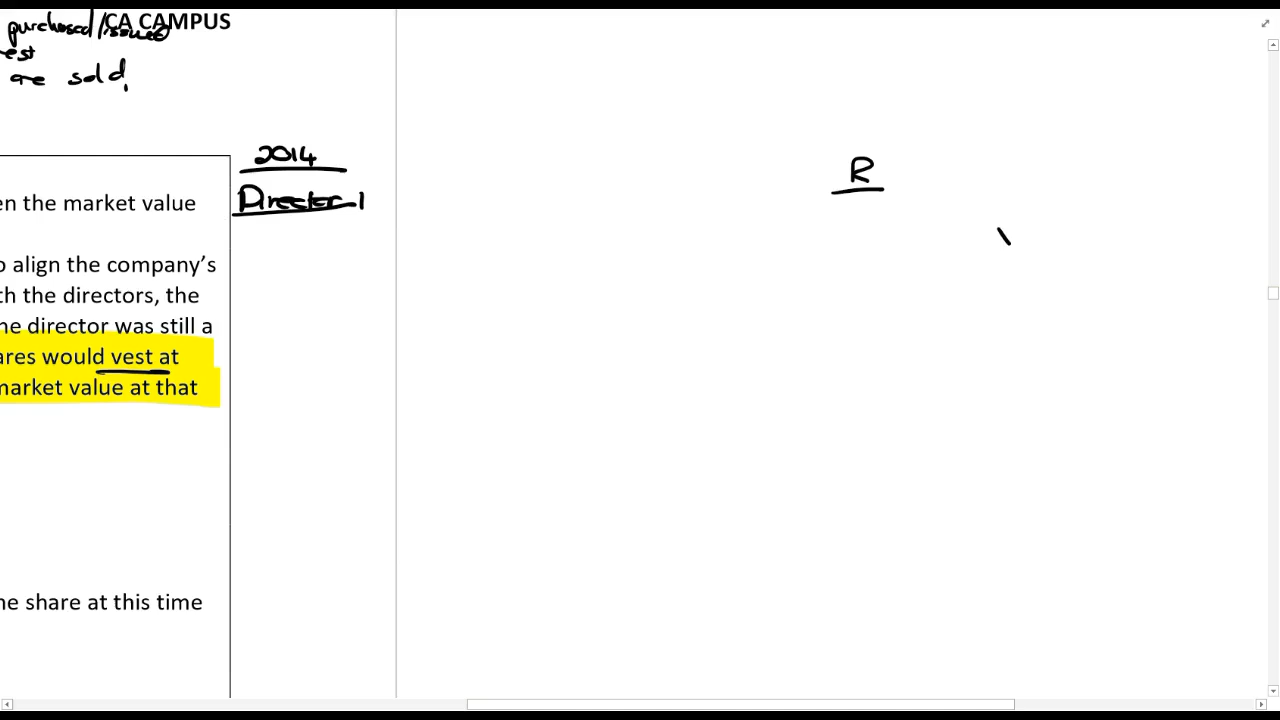 purchased/issued CA CAMPUS
est
are sold,
2014
Director 1
R
en the market value
o align the company's
th the directors, the
he director was still a
ares would vest at
market value at that
he share at this time